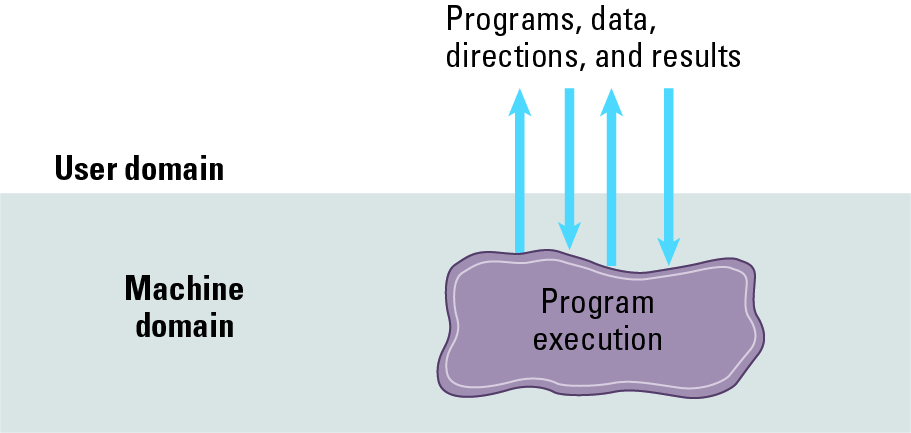 Programs, data,
directions, and results
User domain
Machine
domain
Program
execution